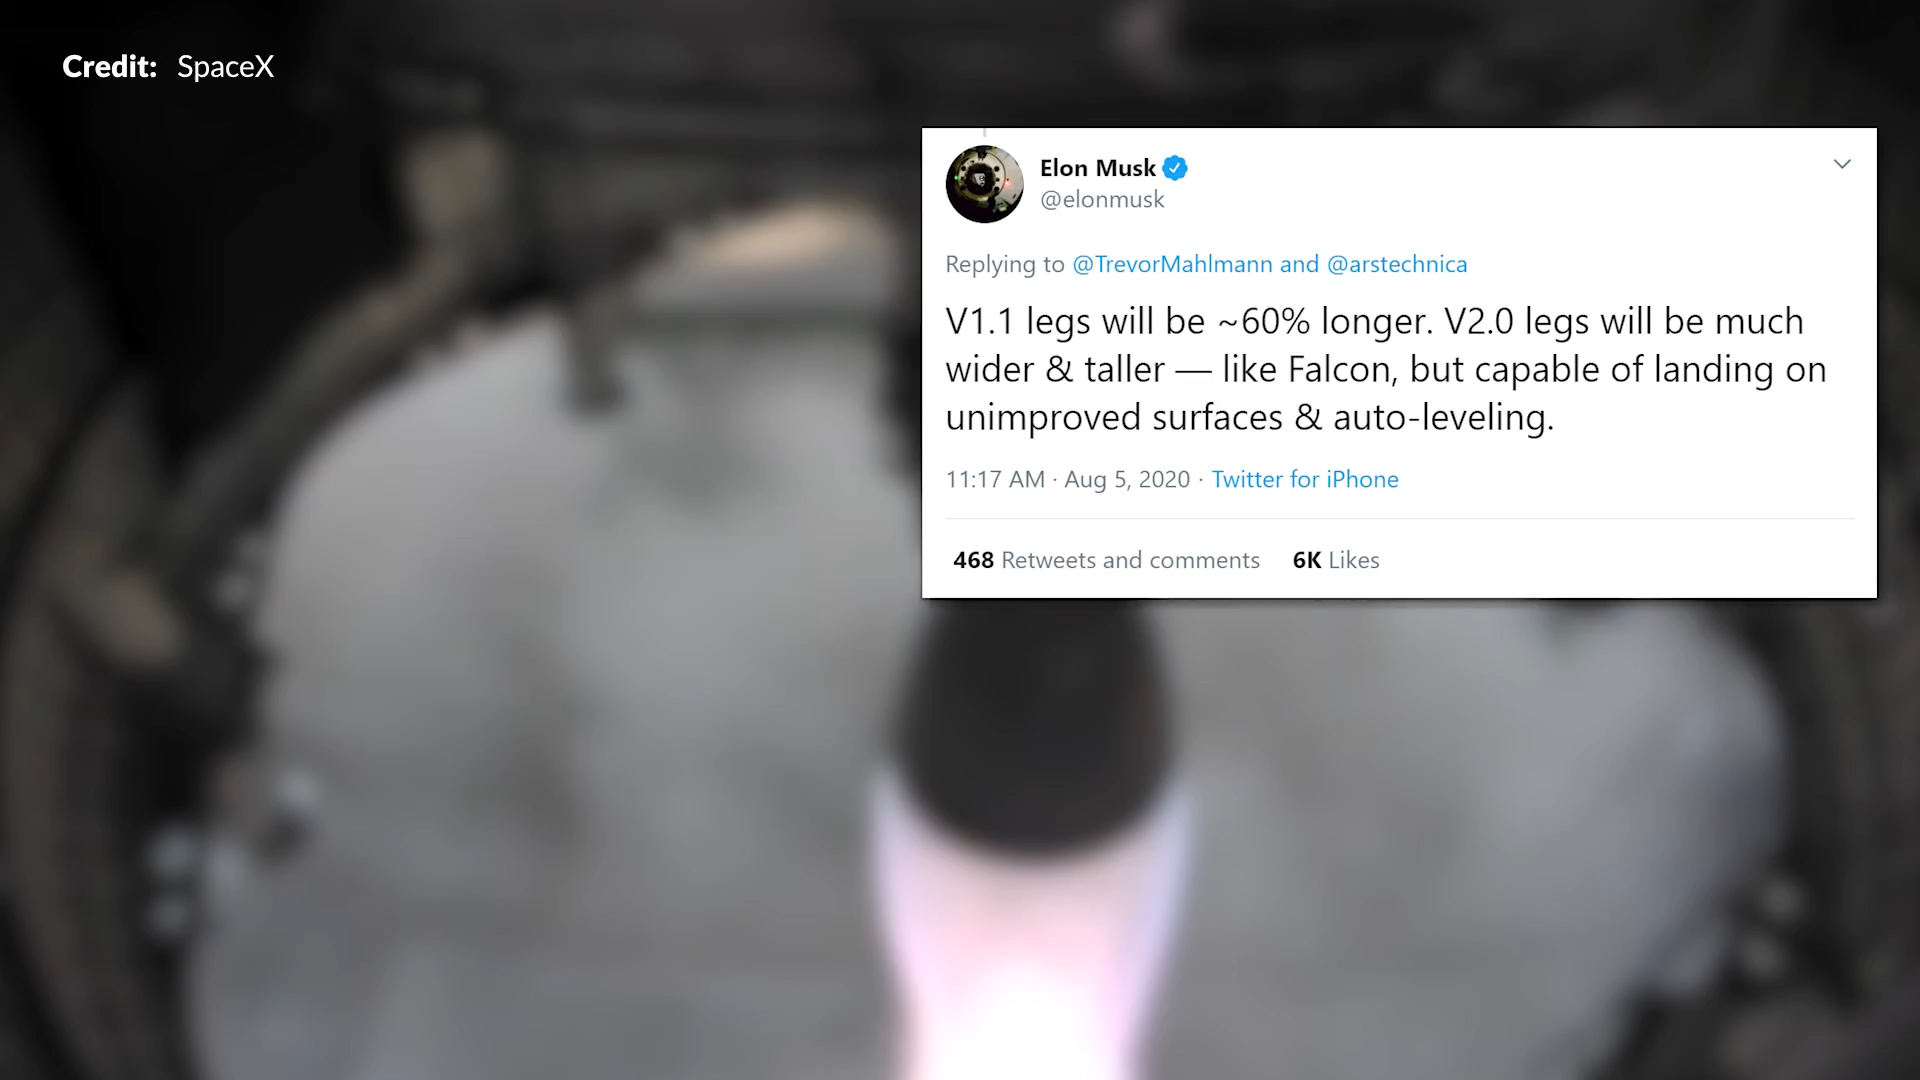 Credit: SpaceX
Elon Musk
@elonmusk
Replying to @TrevorMahlmann and @arstechnica
V1.1 legs will be ~60% longer. V2.0 legs will be much
wider & taller — like Falcon, but capable of landing on
unimproved surfaces & auto-leveling.
11:17 AM · Aug 5, 2020 · Twitter for iPhone
468 Retweets and comments 6K Likes